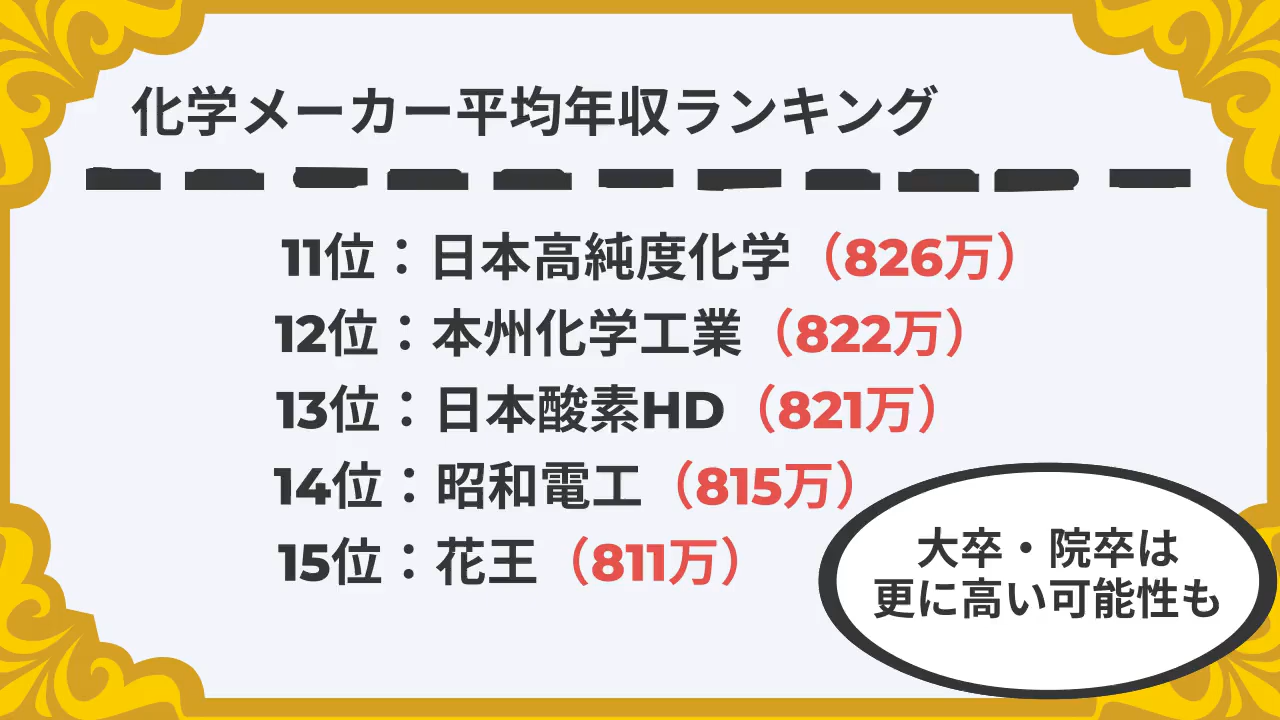 化学メーカー平均年収ランキング
11位：日本高純度化学（826万）
12位：本州化学工業（822万）
13位：日本酸素HD（821万）
14位：昭和電工（815万）
15位：花王（811万）
大卒・院卒は
更に高い可能性も